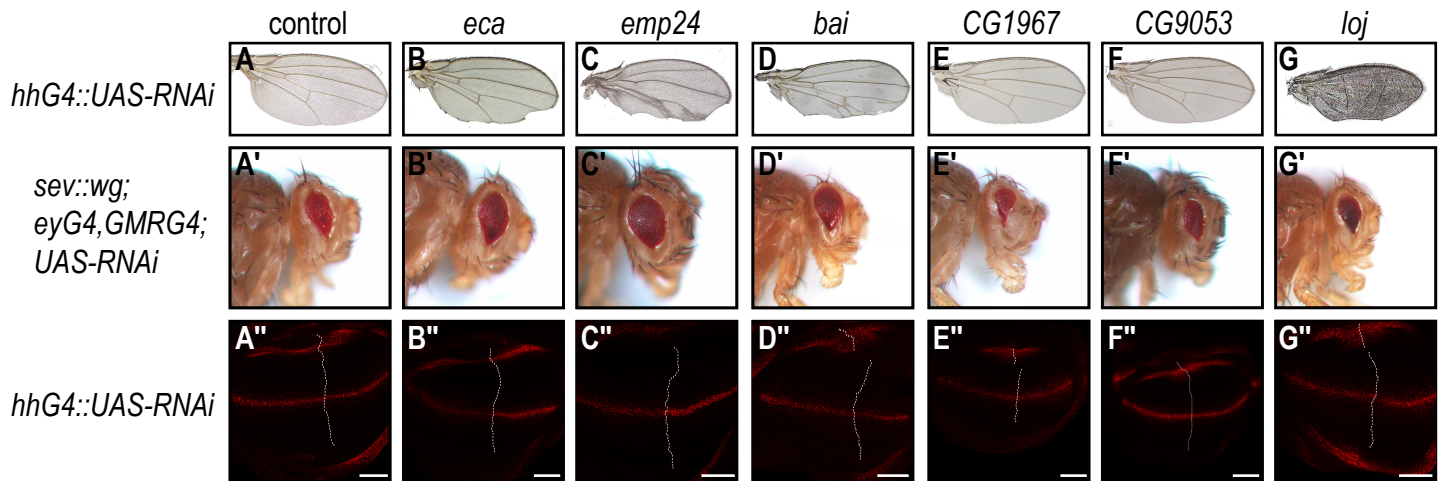 control eca emp24 bai CG1967 CG9053 loj
hhG4::UAS-RNAi A B C D E F G
sev::wg;
eyG4,GMRG4;
UAS-RNAi
A' B' C' D' E' F' G'
hhG4::UAS-RNAi A" B" C" D" E" F" G"